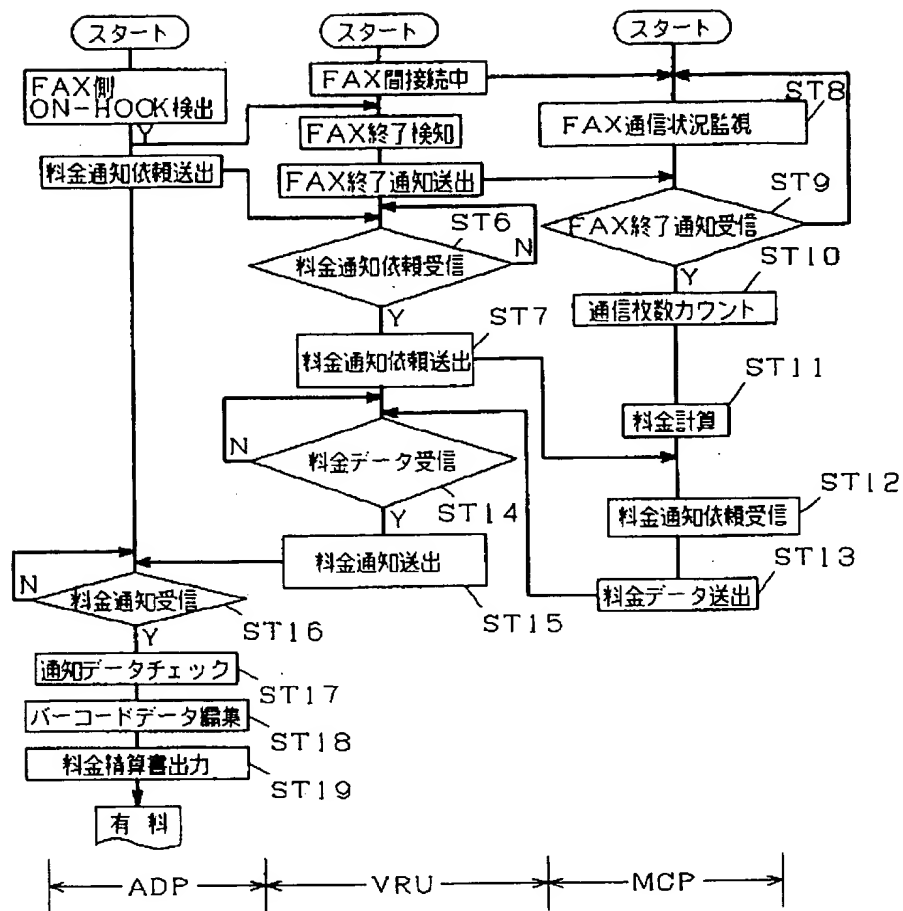 スタート
スタート
スタート
FAX側
ON-HOOK検出
Y
料金通知依頼送出
FAX間接続中
FAX終了検知
FAX終了通知送出
ST6
料金通知依頼受信
N
Y
ST7
料金通知依頼送出
N
料金データ受信
ST14
Y
料金通知送出
ST15
ST8
FAX通信状況監視
ST9
FAX終了通知受信
Y
ST10
通信枚数カウント
ST11
料金計算
ST12
料金通知依頼受信
ST13
料金データ送出
N
料金通知受信
ST16
Y
通知データチェック
ST17
バーコードデータ編集
ST18
料金精算書出力
ST19
有料
ADP
VRU
MCP